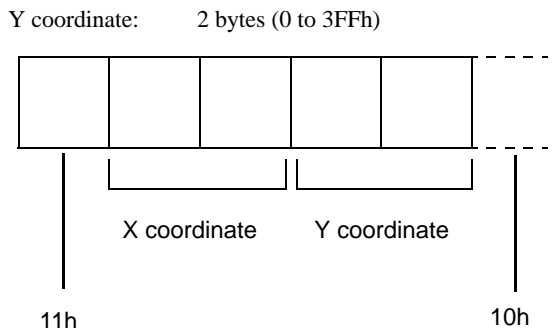 Y coordinate: 2 bytes (0 to 3FFh)
X coordinate Y coordinate
11h 10h